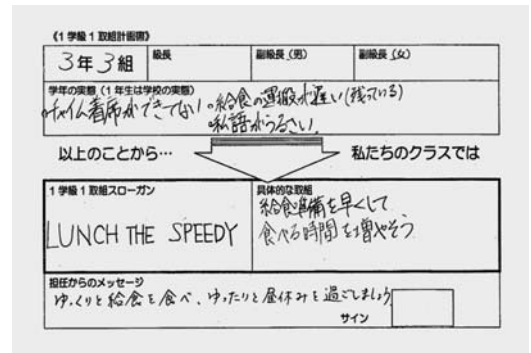 《1 学級 1 取組計画書》
3年3組 級長 副級長(男) 副級長(女)
学年の実態(1 年生は学校の実態)
・チャイム着席ができてない ・給食の運搬が遅い(残っている)
・私語がうるさい
以上のことから… 私たちのクラスでは
1 学級 1 取組スローガン
LUNCH THE SPEEDY
具体的な取組
給食準備を早くして
食べる時間を増やそう
担任からのメッセージ
ゆっくりと給食を食べ、ゆったりと昼休みを過ごしましょう
サイン